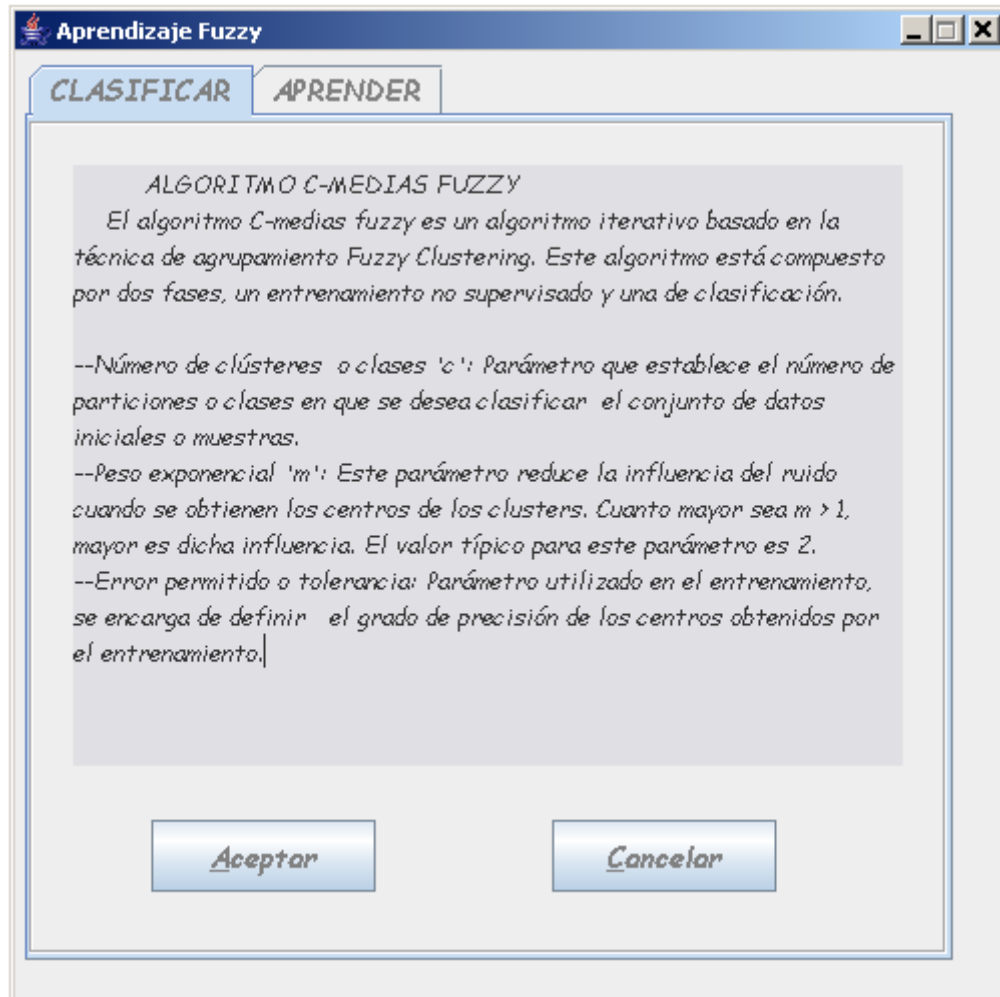 Aprendizaje Fuzzy
CLASIFICAR APRENDER
ALGORITMO C-MEDIAS FUZZY
El algoritmo C-medias fuzzy es un algoritmo iterativo basado en la
técnica de agrupamiento Fuzzy Clustering. Este algoritmo está compuesto
por dos fases, un entrenamiento no supervisado y una de clasificación.
--Número de clústeres o clases 'c': Parámetro que establece el número de
particiones o clases en que se desea clasificar el conjunto de datos
iniciales o muestras.
--Peso exponencial 'm': Este parámetro reduce la influencia del ruido
cuando se obtienen los centros de los clusters. Cuanto mayor sea m > 1,
mayor es dicha influencia. El valor típico para este parámetro es 2.
--Error permitido o tolerancia: Parámetro utilizado en el entrenamiento,
se encarga de definir el grado de precisión de los centros obtenidos por
el entrenamiento.
Aceptar Cancelar